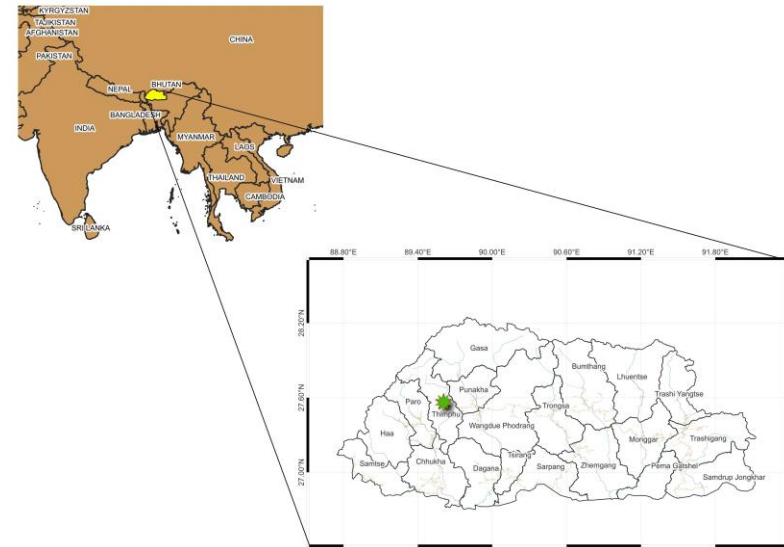 KYRGYZSTAN
TAJIKISTAN
AFGHANISTAN
CHINA
PAKISTAN
NEPAL
BHUTAN
BANGLADESH
INDIA
MYANMAR
LAOS
THAILAND
VIETNAM
CAMBODIA
SRI LANKA
88.80°E 89.40°E 90.00°E 90.60°E 91.20°E 91.80°E
28.20°N
27.60°N
27.00°N
Gasa
Bumthang
Lhuentse
Punakha
Trashi Yangtse
Paro
Trongsa
Thimphu
Wangdue Phodrang
Haa
Monggar
Trashigang
Tsirang
Samtse
Chhukha
Dagana
Sarpang
Zhemgang
Pema Gatshel
Samdrup Jongkhar